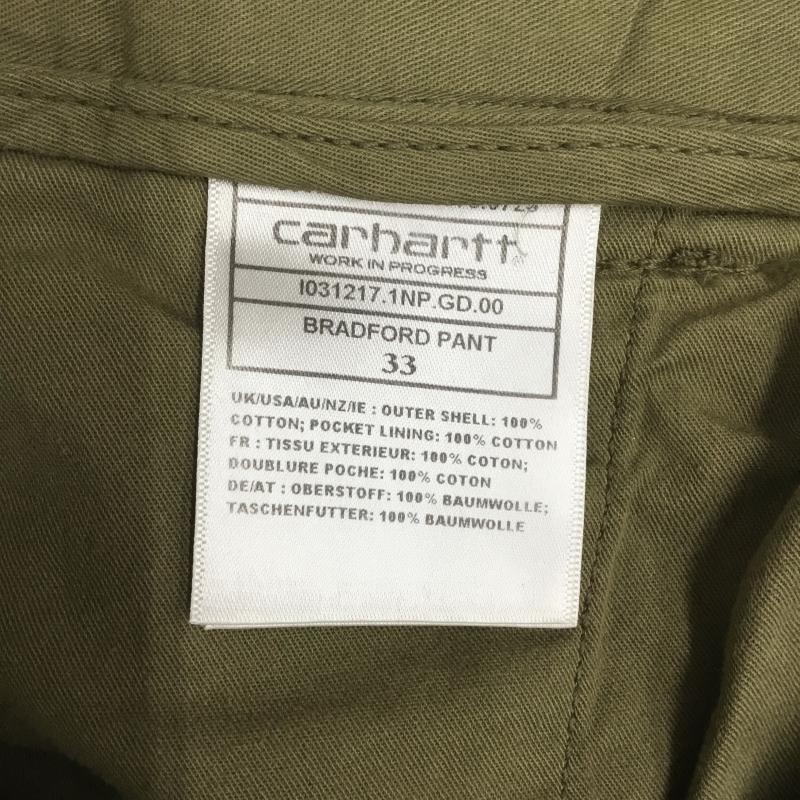 carhartt
WORK IN PROGRESS
I031217.1NP.GD.00
BRADFORD PANT
33
UK/USA/AU/NZ/IE : OUTER SHELL: 100%
COTTON; POCKET LINING: 100% COTTON
FR : TISSU EXTERIEUR: 100% COTON;
DOUBLURE POCHE: 100% COTON
DE/AT : OBERSTOFF: 100% BAUMWOLLE;
TASCHENFUTTER: 100% BAUMWOLLE